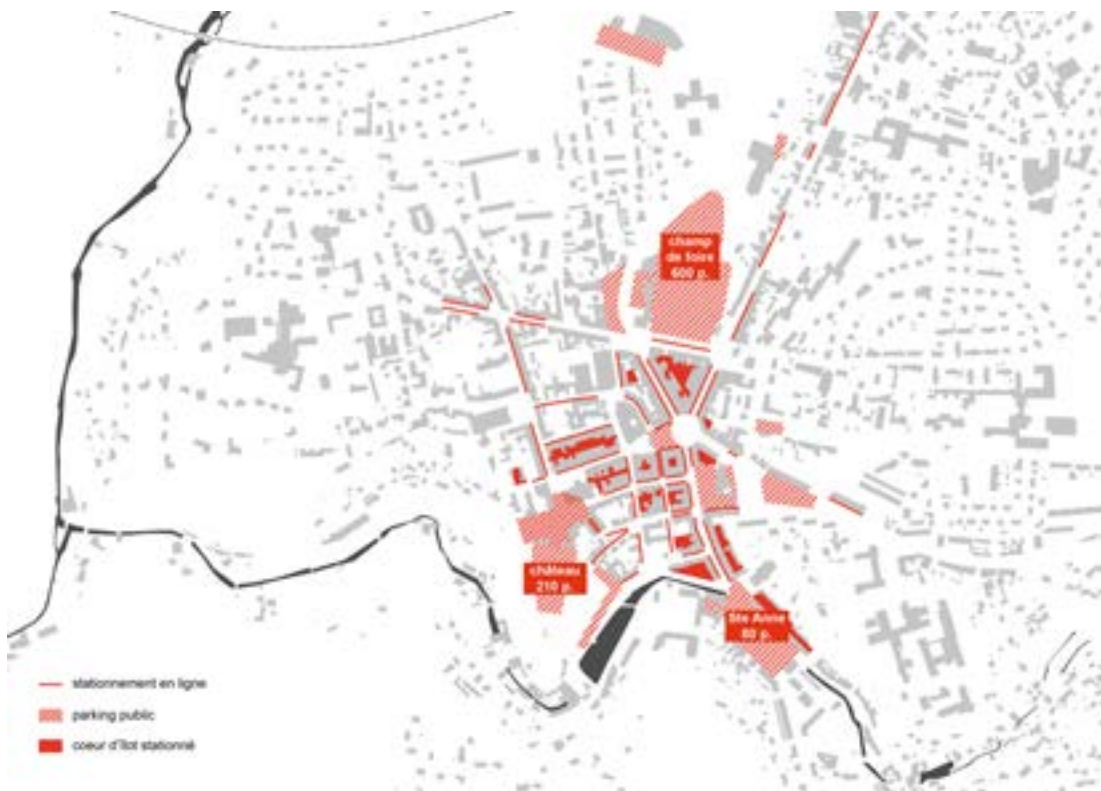 champ
de foire
600 p.
château
210 p.
Ste Anne
80 p.
stationnement en ligne
parking public
coeur d'îlot stationné